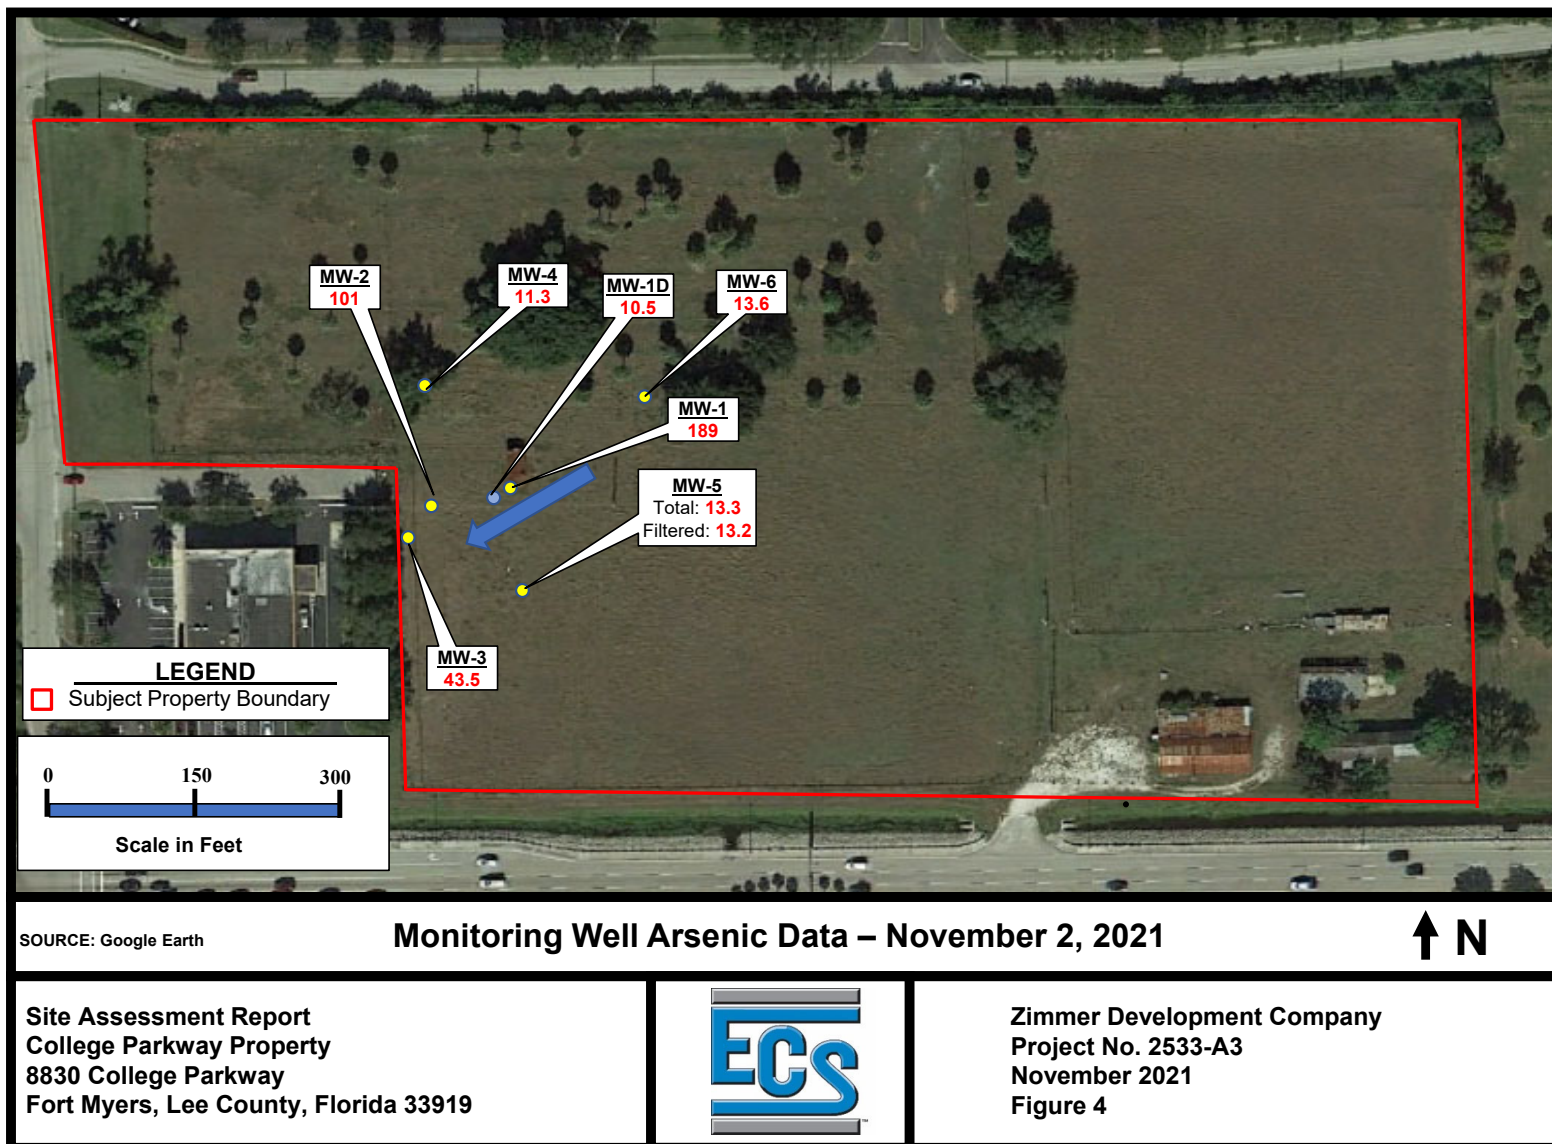 MW-2
101
MW-4
11.3
MW-1D
10.5
MW-6
13.6
MW-1
189
MW-5
Total: 13.3
Filtered: 13.2
MW-3
43.5
LEGEND
Subject Property Boundary
0 150 300
Scale in Feet
SOURCE: Google Earth
Monitoring Well Arsenic Data – November 2, 2021
N
Site Assessment Report
College Parkway Property
8830 College Parkway
Fort Myers, Lee County, Florida 33919
ECS
™
Zimmer Development Company
Project No. 2533-A3
November 2021
Figure 4